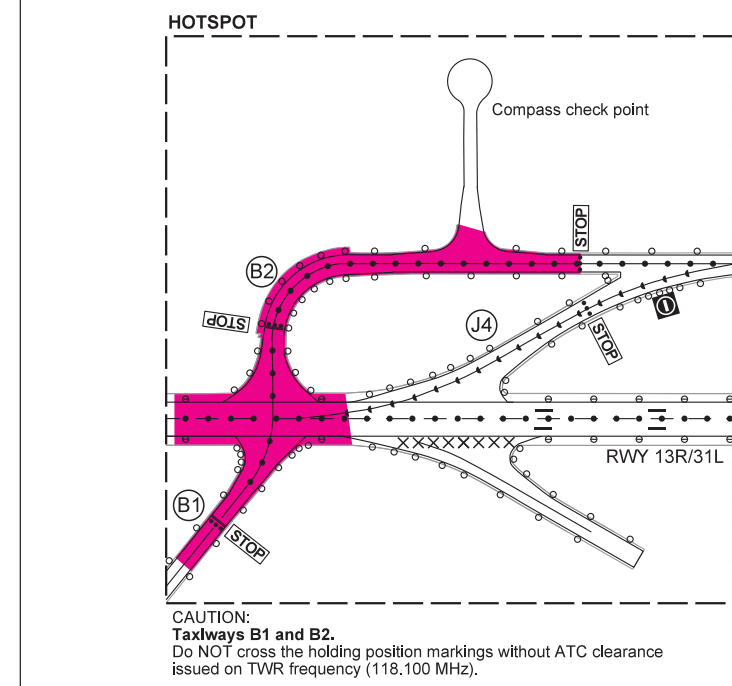 HOTSPOT
Compass check point
STOP
B2
STOP
J4
STOP
RWY 13R/31L
B1
STOP
CAUTION:
TaxIways B1 and B2.
Do NOT cross the holding position markings without ATC clearance
issued on TWR frequency (118.100 MHz).